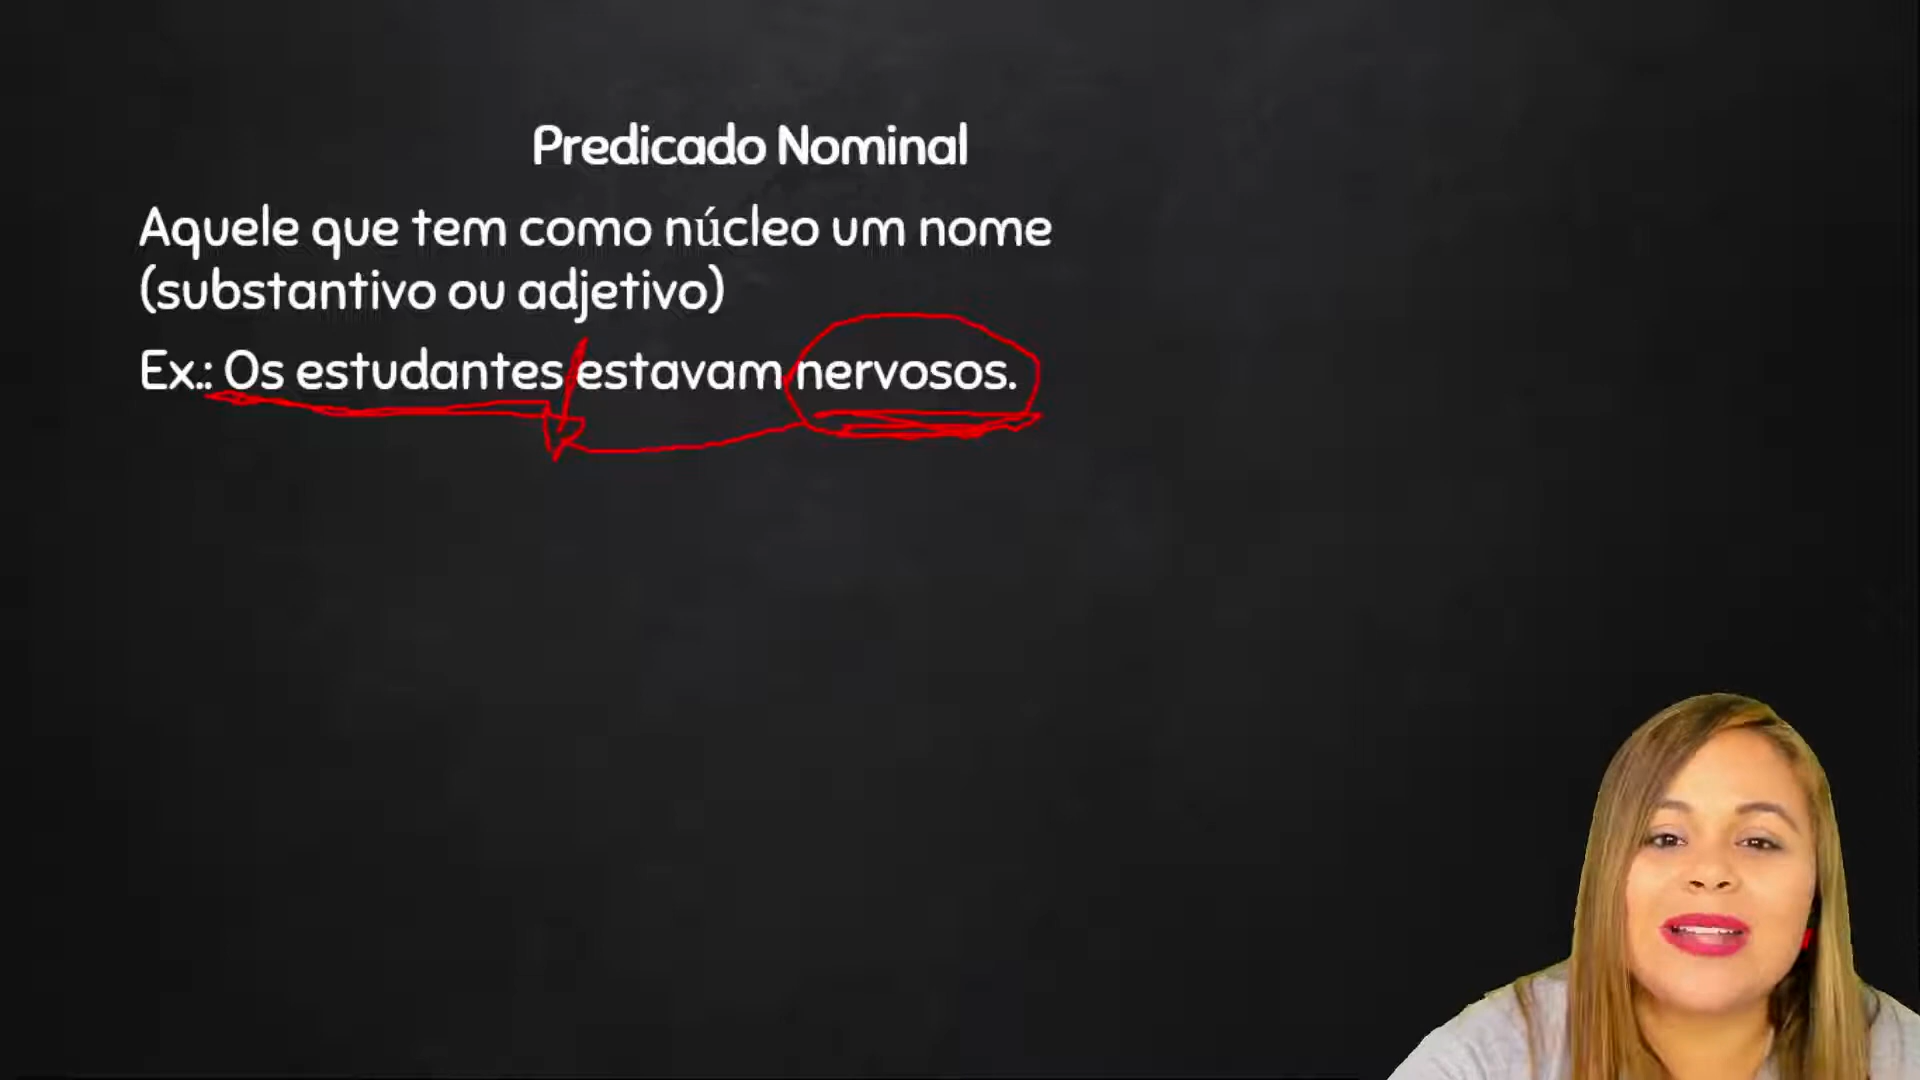 Predicado Nominal
Aquele que tem como núcleo um nome
(substantivo ou adjetivo)
Ex.: Os estudantes estavam nervosos.